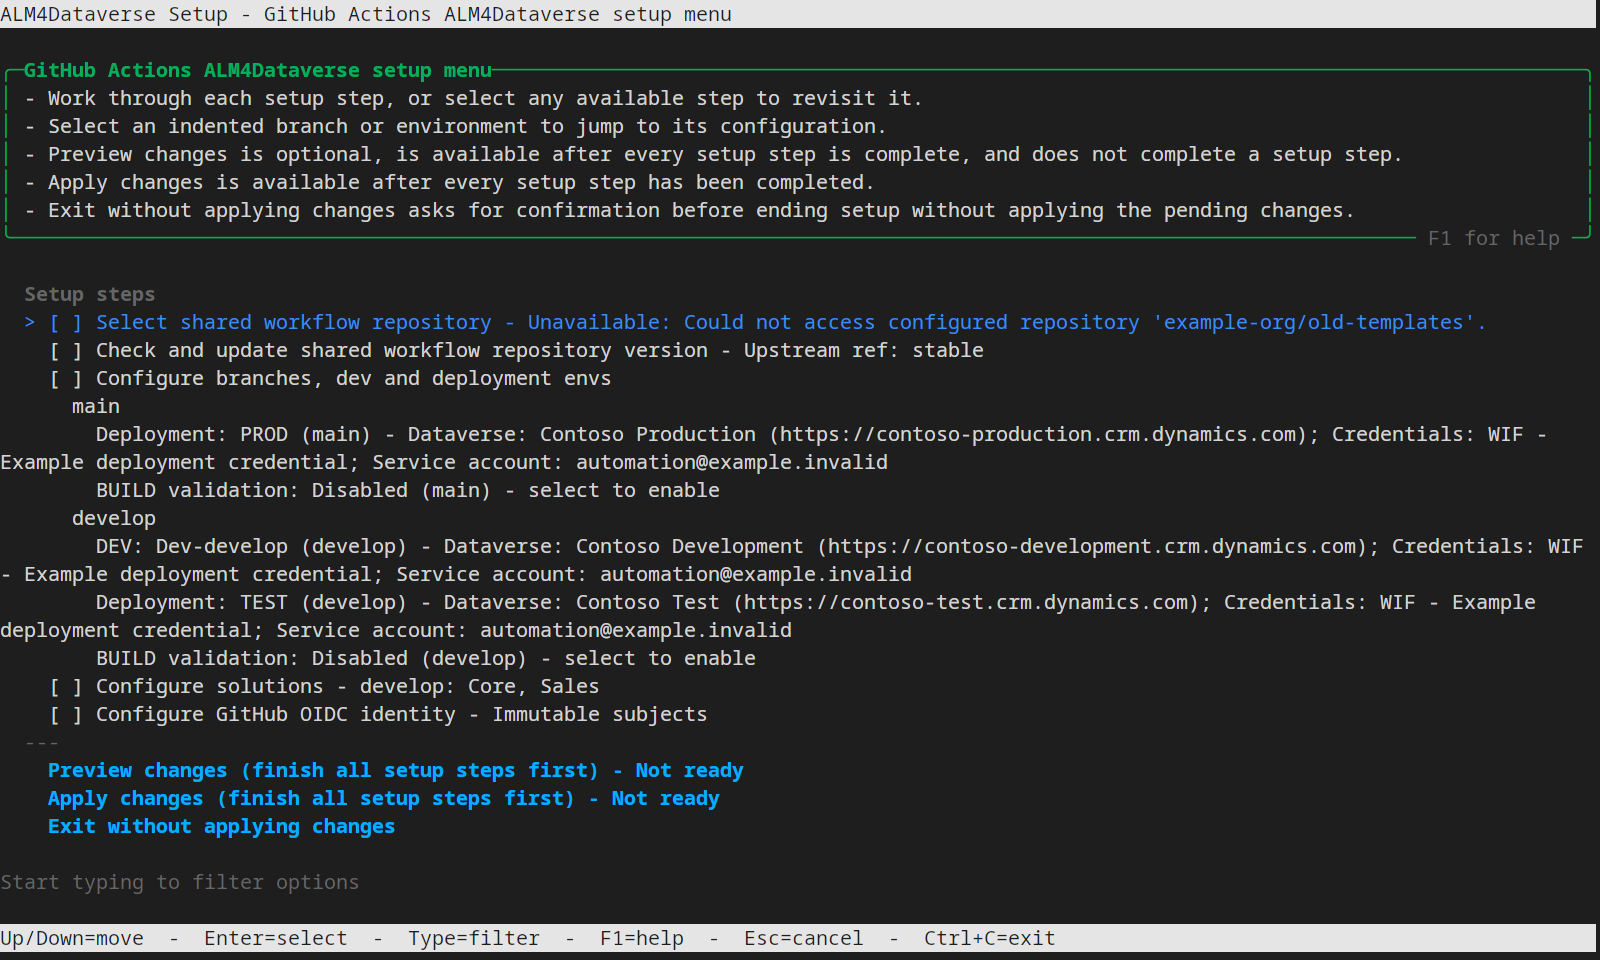 ALM4Dataverse Setup - GitHub Actions ALM4Dataverse setup menu
GitHub Actions ALM4Dataverse setup menu
- Work through each setup step, or select any available step to revisit it.
- Select an indented branch or environment to jump to its configuration.
- Preview changes is optional, is available after every setup step is complete, and does not complete a setup step.
- Apply changes is available after every setup step has been completed.
- Exit without applying changes asks for confirmation before ending setup without applying the pending changes.
F1 for help
Setup steps
> [ ] Select shared workflow repository - Unavailable: Could not access configured repository 'example-org/old-templates'.
[ ] Check and update shared workflow repository version - Upstream ref: stable
[ ] Configure branches, dev and deployment envs
main
Deployment: PROD (main) - Dataverse: Contoso Production (https://contoso-production.crm.dynamics.com); Credentials: WIF -
Example deployment credential; Service account: automation@example.invalid
BUILD validation: Disabled (main) - select to enable
develop
DEV: Dev-develop (develop) - Dataverse: Contoso Development (https://contoso-development.crm.dynamics.com); Credentials: WIF
- Example deployment credential; Service account: automation@example.invalid
Deployment: TEST (develop) - Dataverse: Contoso Test (https://contoso-test.crm.dynamics.com); Credentials: WIF - Example
deployment credential; Service account: automation@example.invalid
BUILD validation: Disabled (develop) - select to enable
[ ] Configure solutions - develop: Core, Sales
[ ] Configure GitHub OIDC identity - Immutable subjects
---
Preview changes (finish all setup steps first) - Not ready
Apply changes (finish all setup steps first) - Not ready
Exit without applying changes
Start typing to filter options
Up/Down=move - Enter=select - Type=filter - F1=help - Esc=cancel - Ctrl+C=exit